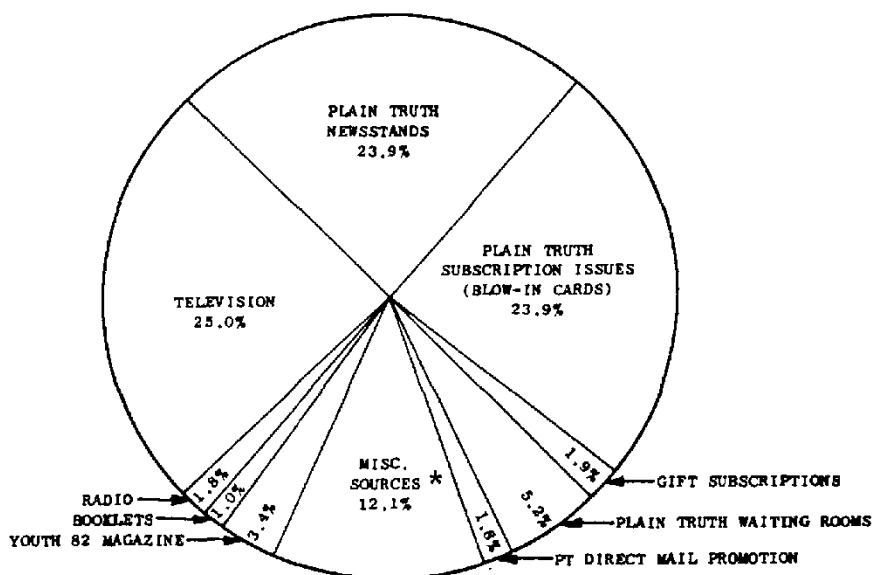 PLAIN TRUTH
NEWSSTANDS
23.9%
PLAIN TRUTH
SUBSCRIPTION ISSUES
(BLOW-IN CARDS)
23.9%
TELEVISION
25.0%
MISC.
SOURCES *
12.1%
1.8%
1.0%
3.4%
1.8%
5.2%
1.9%
RADIO
BOOKLETS
YOUTH 82 MAGAZINE
GIFT SUBSCRIPTIONS
PLAIN TRUTH WAITING ROOMS
PT DIRECT MAIL PROMOTION